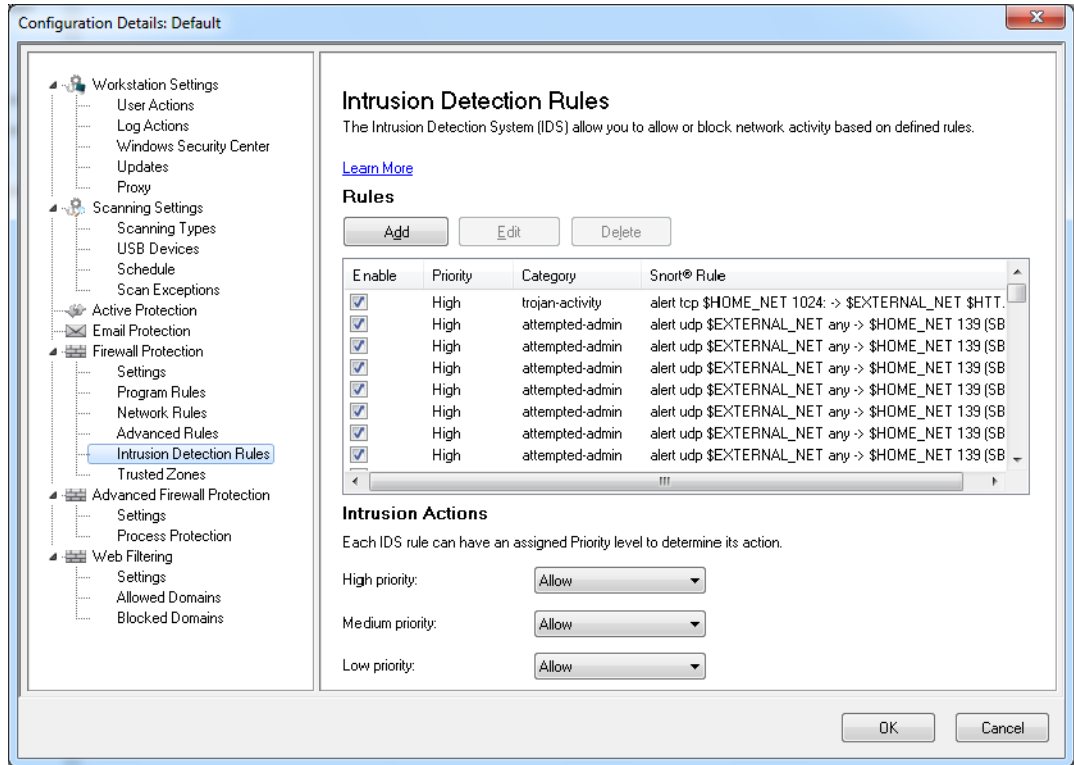 Configuration Details: Default
Workstation Settings
User Actions
Log Actions
Windows Security Center
Updates
Proxy
Scanning Settings
Scanning Types
USB Devices
Schedule
Scan Exceptions
Active Protection
Email Protection
Firewall Protection
Settings
Program Rules
Network Rules
Advanced Rules
Intrusion Detection Rules
Trusted Zones
Advanced Firewall Protection
Settings
Process Protection
Web Filtering
Settings
Allowed Domains
Blocked Domains
Intrusion Detection Rules
The Intrusion Detection System (IDS) allow you to allow or block network activity based on defined rules.
Learn More
Rules
Add Edit Delete
Enable Priority Category Snort® Rule
High trojan-activity alert tcp $HOME_NET 1024: -> $EXTERNAL_NET $HTT.
High attempted-admin alert udp $EXTERNAL_NET any -> $HOME_NET 139 (SB
High attempted-admin alert udp $EXTERNAL_NET any -> $HOME_NET 139 (SB
High attempted-admin alert udp $EXTERNAL_NET any -> $HOME_NET 139 (SB
High attempted-admin alert udp $EXTERNAL_NET any -> $HOME_NET 139 (SB
High attempted-admin alert udp $EXTERNAL_NET any -> $HOME_NET 139 (SB
High attempted-admin alert udp $EXTERNAL_NET any -> $HOME_NET 139 (SB
High attempted-admin alert udp $EXTERNAL_NET any -> $HOME_NET 139 (SB
Intrusion Actions
Each IDS rule can have an assigned Priority level to determine its action.
High priority: Allow
Medium priority: Allow
Low priority: Allow
OK Cancel